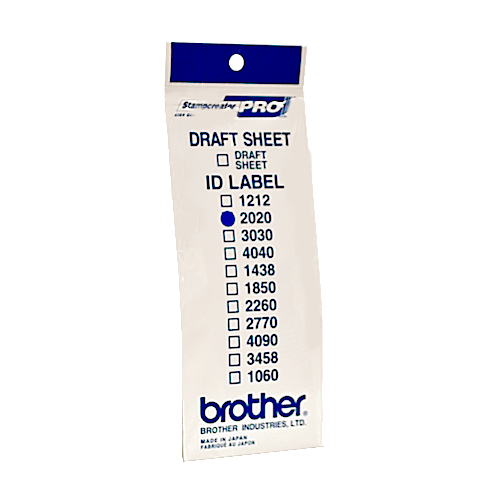 Stampcreator PRO
DRAFT SHEET
DRAFT
SHEET
ID LABEL
1212
2020
3030
4040
1438
1850
2260
2770
4090
3458
1060
brother®
BROTHER INDUSTRIES, LTD.
MADE IN JAPAN
FABRIQUÉ AU JAPON